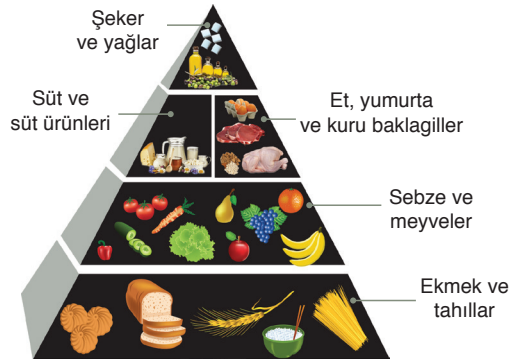 Şeker
ve yağlar
Süt ve
süt ürünleri
Et, yumurta
ve kuru baklagiller
Sebze ve
meyveler
Ekmek ve
tahıllar